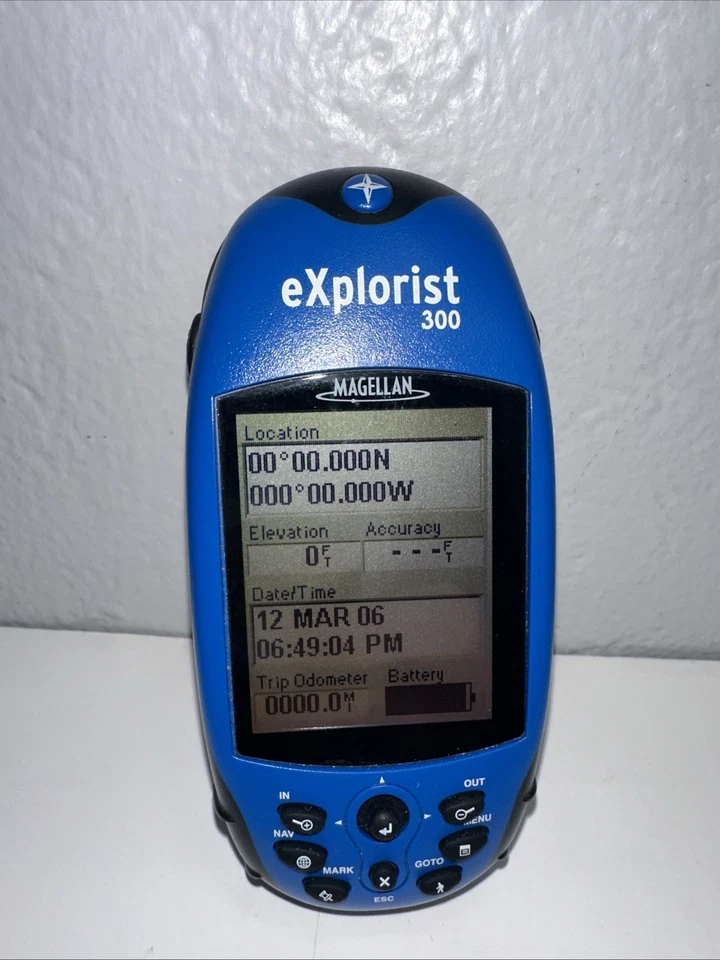 eXplorist
300
MAGELLAN
Location
00°00.000N
000°00.000W
Elevation Accuracy
0FT ---FT
Date/Time
12 MAR 06
06:49:04 PM
Trip Odometer Battery
0000.0MI
IN OUT
NAV MENU
MARK GOTO
ESC